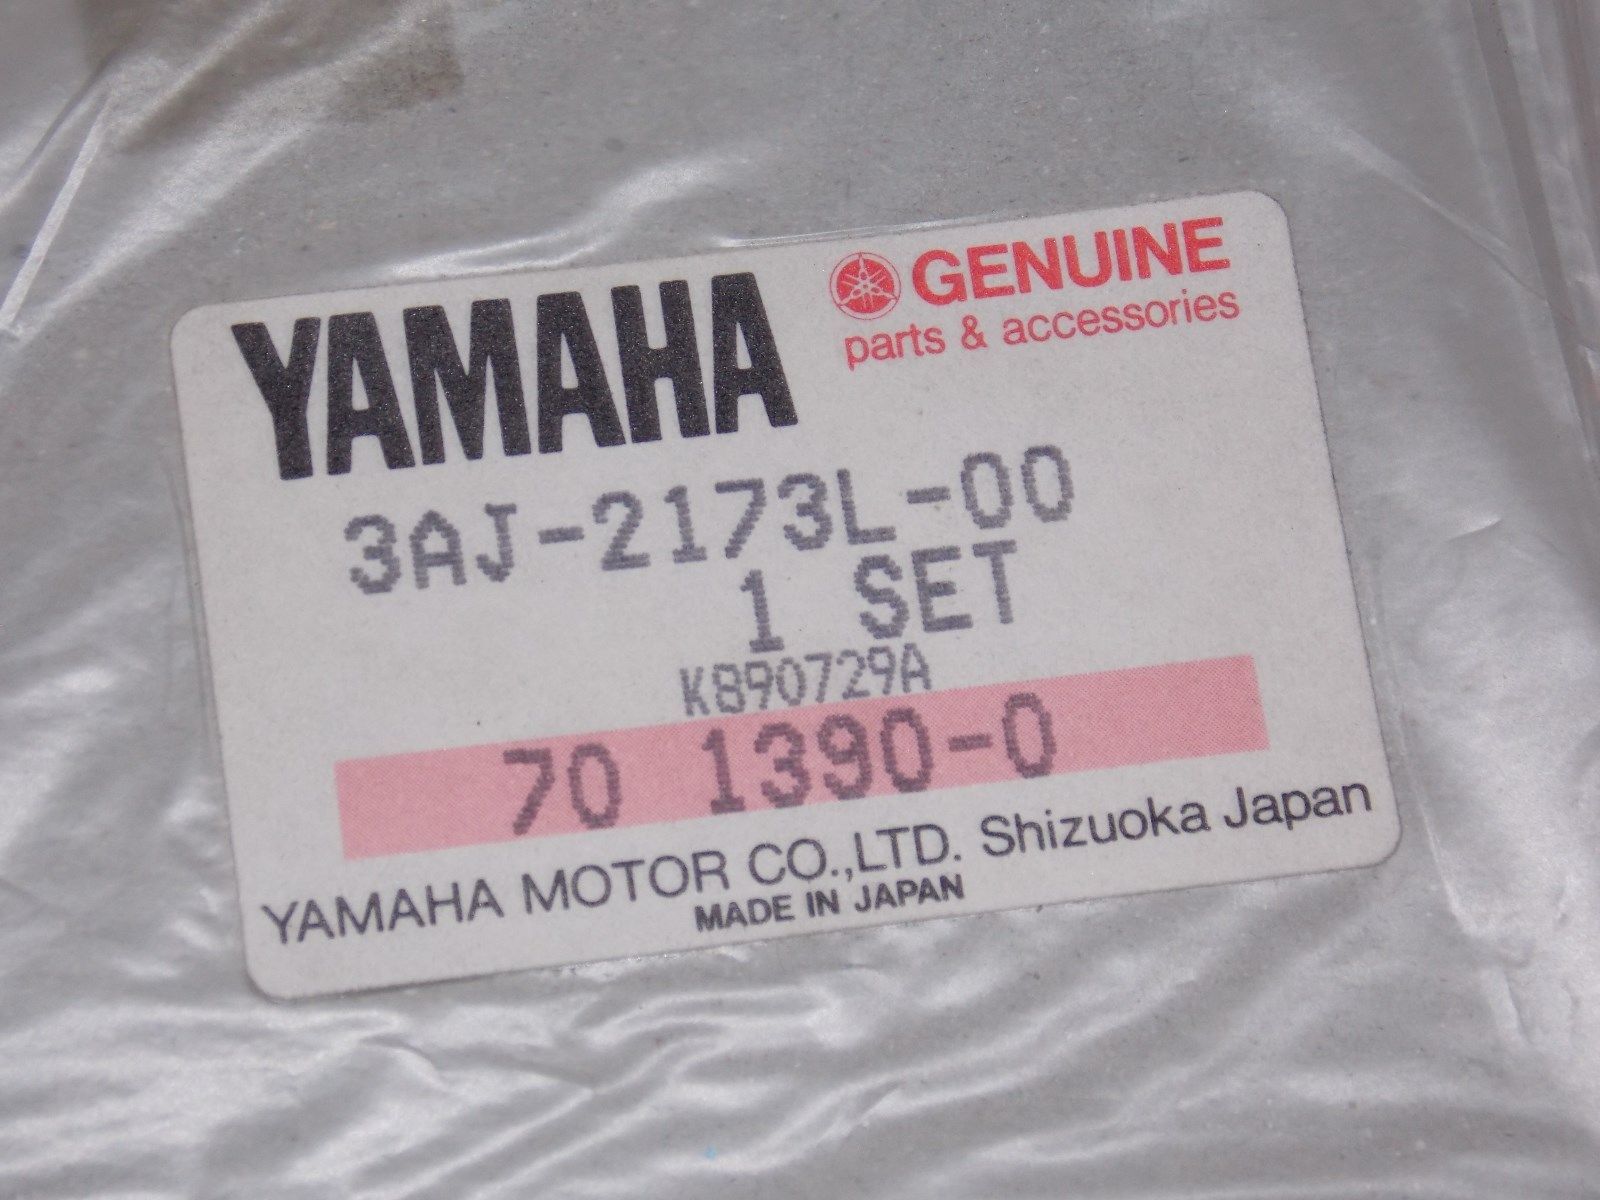 YAMAHA
GENUINE
parts & accessories
3AJ-2173L-00
1 SET
K890729A
70 1390-0
YAMAHA MOTOR CO.,LTD. Shizuoka Japan
MADE IN JAPAN